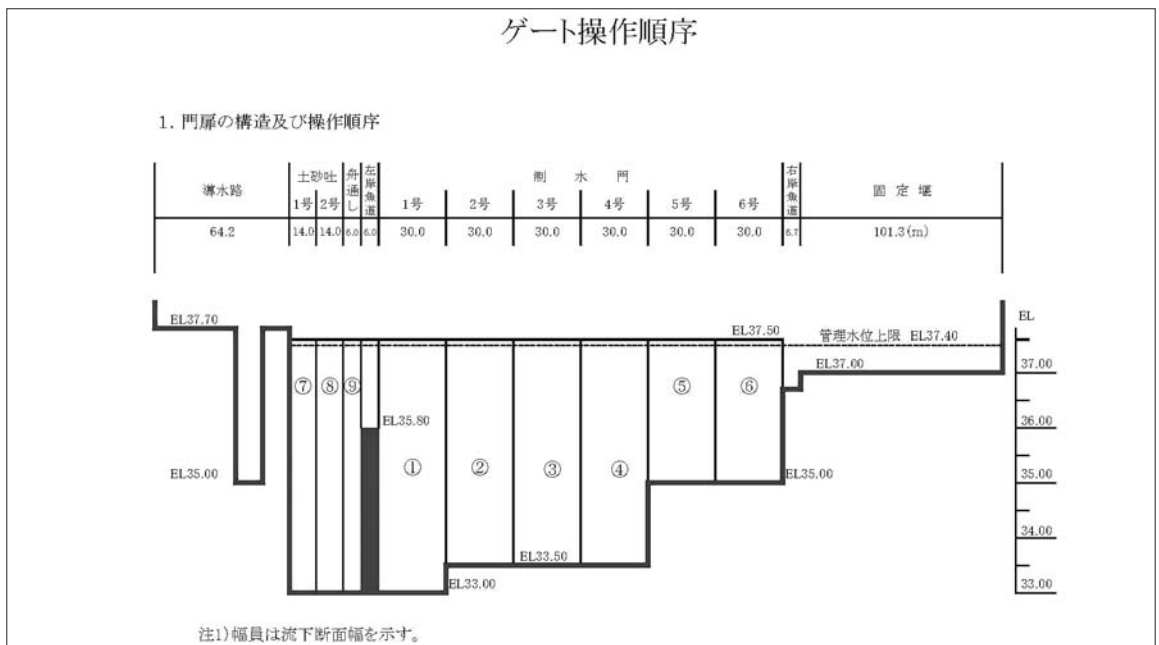 ゲート操作順序
1. 門扉の構造及び操作順序
導水路 土砂吐 舟通し 左岸魚道 制水門 右岸魚道 固定堰
1号 2号 1号 2号 3号 4号 5号 6号
64.2 14.0 14.0 6.0 6.0 30.0 30.0 30.0 30.0 30.0 30.0 6.7 101.3(m)
EL37.70 EL37.50 管理水位上限 EL37.40 EL
EL37.00 37.00
⑦ ⑧ ⑨ ⑤ ⑥
EL35.80 36.00
① ② ③ ④
EL35.00 EL35.00 35.00
34.00
EL33.50
EL33.00 33.00
注1)幅員は流下断面幅を示す。